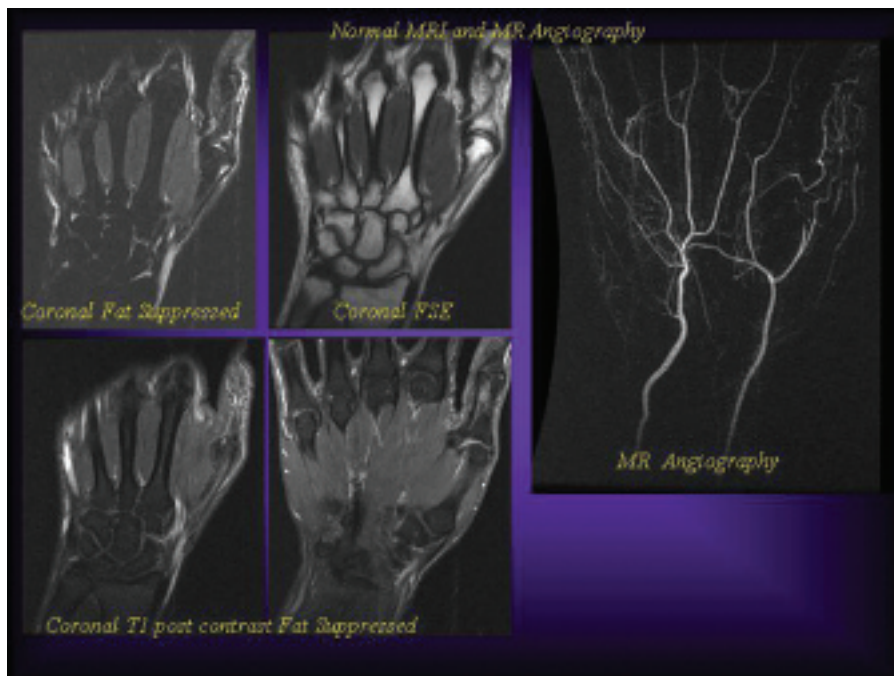 Normal MRI and MR Angiography
Coronal Fat Suppressed
Coronal FSE
MR Angiography
Coronal T1 post contrast Fat Suppressed